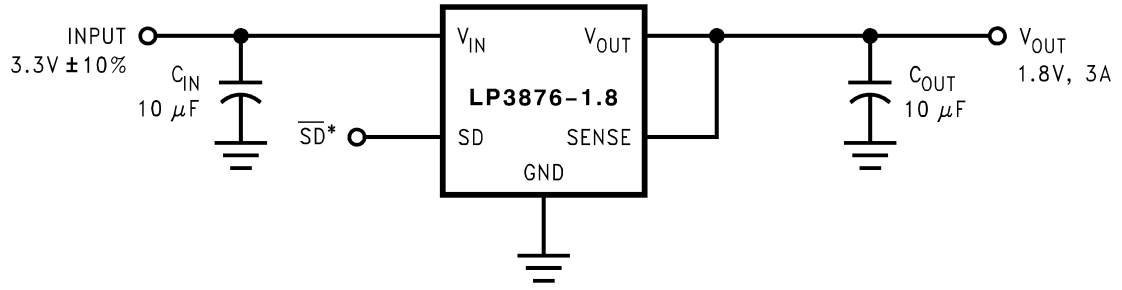 INPUT
3.3V ±10%
C_IN
10 μF
SD*
V_IN
V_OUT
LP3876-1.8
SD
SENSE
GND
C_OUT
10 μF
V_OUT
1.8V, 3A